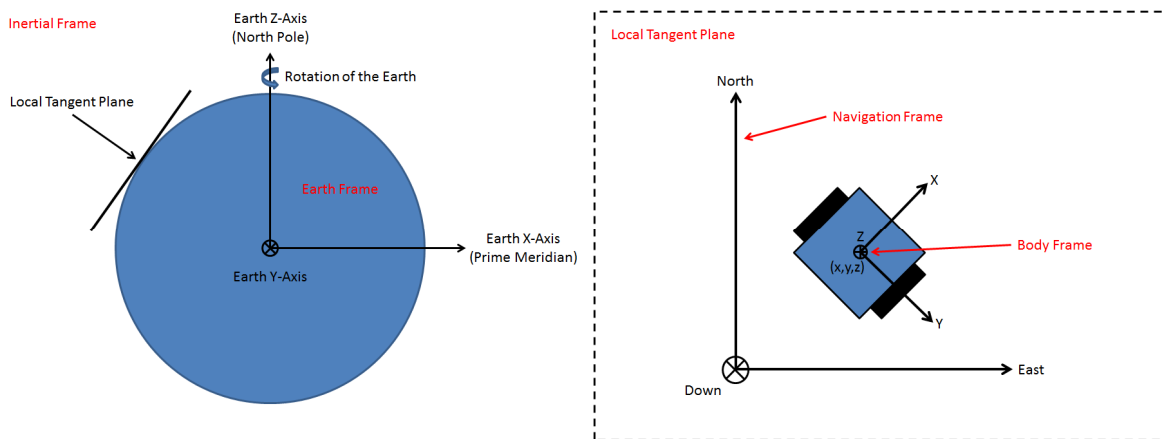 Inertial Frame
Earth Z-Axis
(North Pole)
Rotation of the Earth
Local Tangent Plane
Earth Frame
Earth X-Axis
(Prime Meridian)
Earth Y-Axis
Local Tangent Plane
North
Navigation Frame
X
Z
Body Frame
(x,y,z)
Y
East
Down